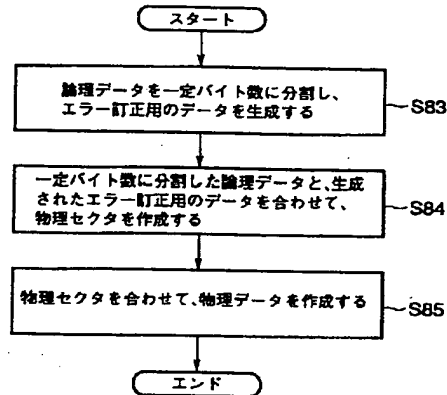 スタート
論理データを一定バイト数に分割し、
エラー訂正用のデータを生成する
S83
一定バイト数に分割した論理データと、生成
されたエラー訂正用のデータを合わせて、
物理セクタを作成する
S84
物理セクタを合わせて、物理データを作成する
S85
エンド